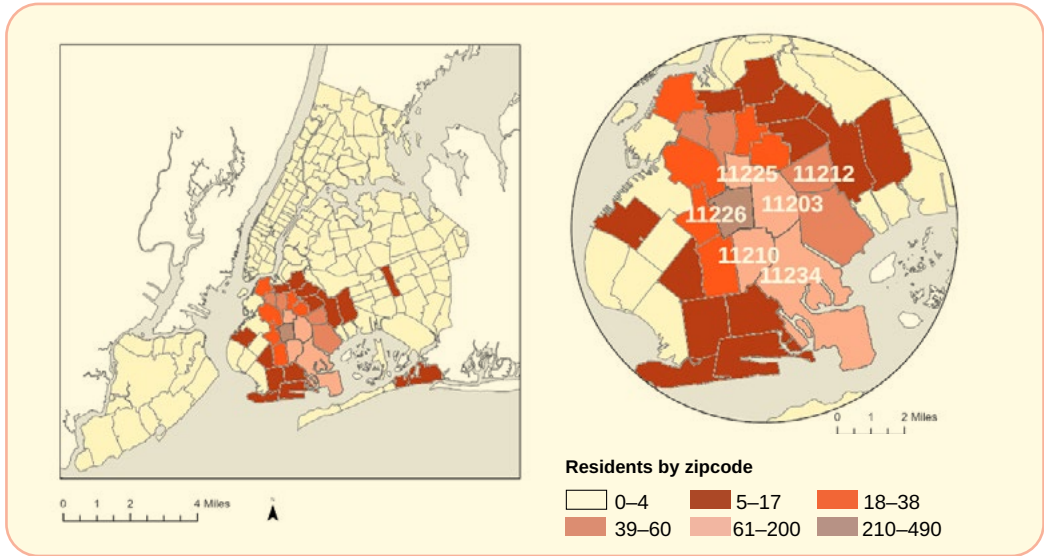 11225 11212
11203
11226
11210
11234
0 1 2 Miles
0 1 2 4 Miles
N
Residents by zipcode
0–4 5–17 18–38
39–60 61–200 210–490